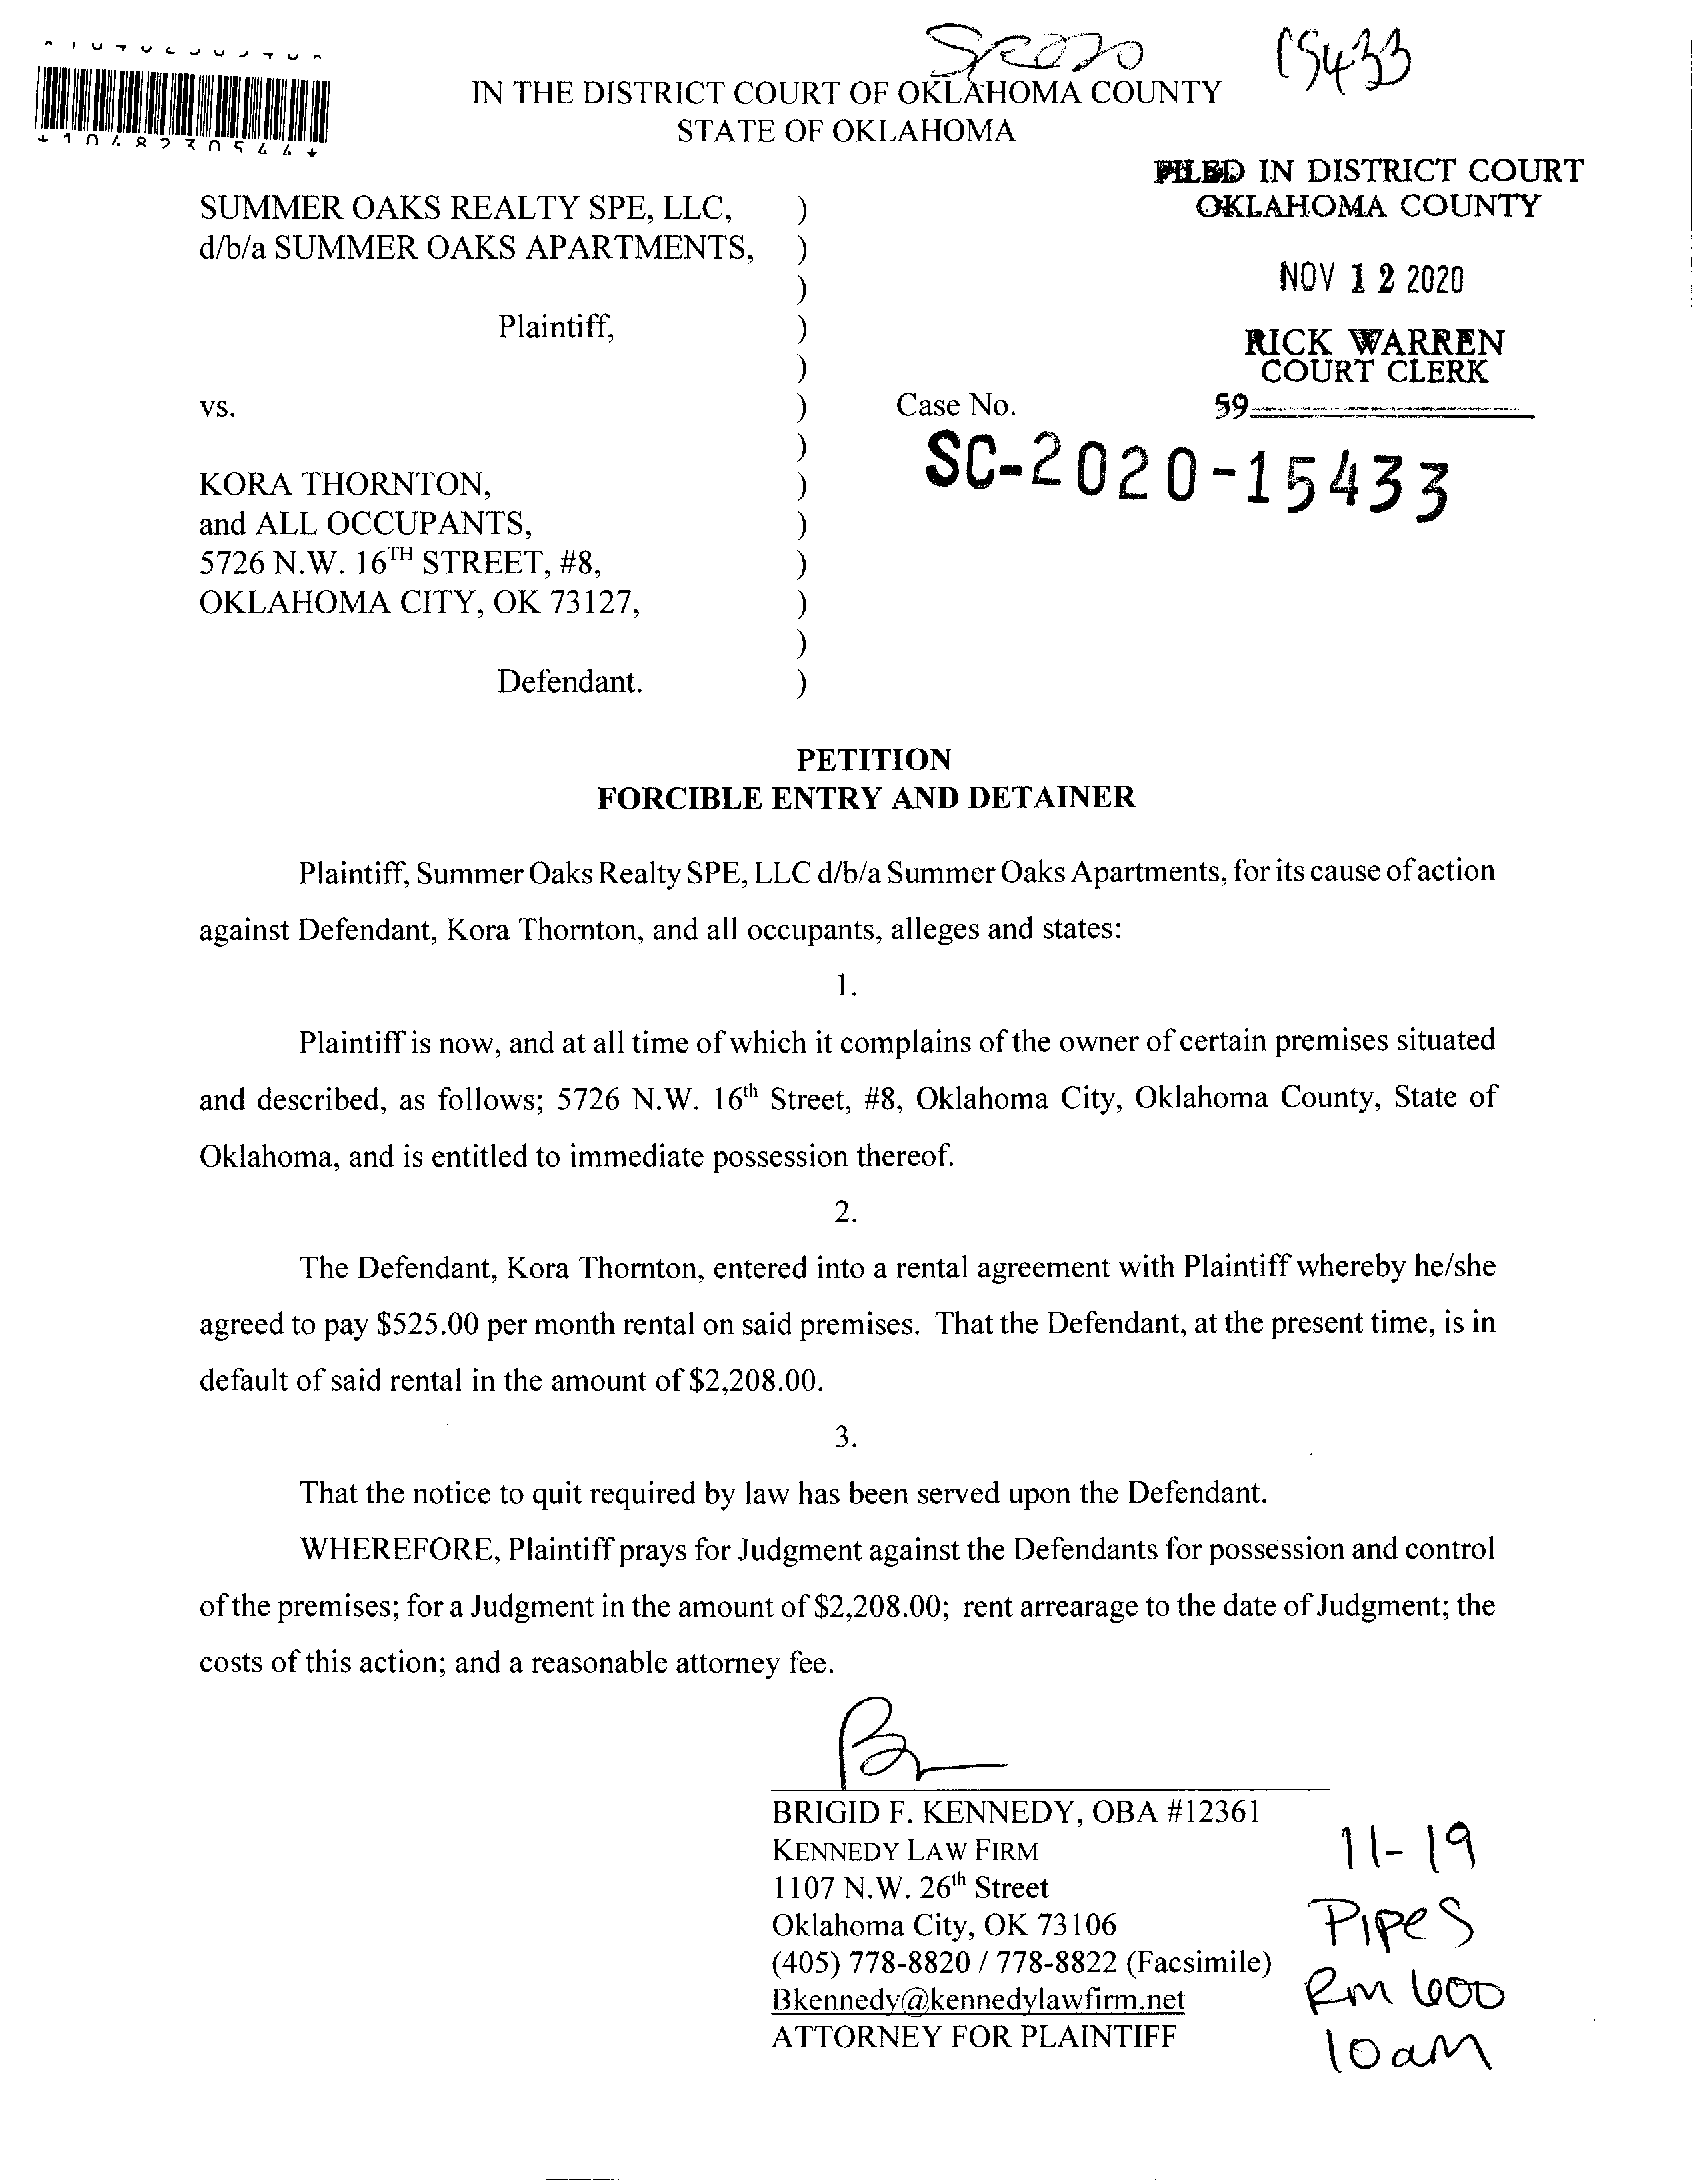 15433
IN THE DISTRICT COURT OF OKLAHOMA COUNTY
STATE OF OKLAHOMA
*1048230544*
FILED IN DISTRICT COURT
OKLAHOMA COUNTY
NOV 12 2020
RICK WARREN
COURT CLERK
59
SUMMER OAKS REALTY SPE, LLC, )
d/b/a SUMMER OAKS APARTMENTS, )
)
Plaintiff, )
)
vs. ) Case No.
) SC-2020-15433
KORA THORNTON, )
and ALL OCCUPANTS, )
5726 N.W. 16TH STREET, #8, )
OKLAHOMA CITY, OK 73127, )
)
Defendant. )
PETITION
FORCIBLE ENTRY AND DETAINER
Plaintiff, Summer Oaks Realty SPE, LLC d/b/a Summer Oaks Apartments, for its cause of action
against Defendant, Kora Thornton, and all occupants, alleges and states:
1.
Plaintiff is now, and at all time of which it complains of the owner of certain premises situated
and described, as follows; 5726 N.W. 16th Street, #8, Oklahoma City, Oklahoma County, State of
Oklahoma, and is entitled to immediate possession thereof.
2.
The Defendant, Kora Thornton, entered into a rental agreement with Plaintiff whereby he/she
agreed to pay $525.00 per month rental on said premises. That the Defendant, at the present time, is in
default of said rental in the amount of $2,208.00.
3.
That the notice to quit required by law has been served upon the Defendant.
WHEREFORE, Plaintiff prays for Judgment against the Defendants for possession and control
of the premises; for a Judgment in the amount of $2,208.00; rent arrearage to the date of Judgment; the
costs of this action; and a reasonable attorney fee.
BRIGID F. KENNEDY, OBA #12361
KENNEDY LAW FIRM
1107 N.W. 26th Street
Oklahoma City, OK 73106
(405) 778-8820 / 778-8822 (Facsimile)
Bkennedy@kennedylawfirm.net
ATTORNEY FOR PLAINTIFF
11-19
Pipes
Rm 600
10am